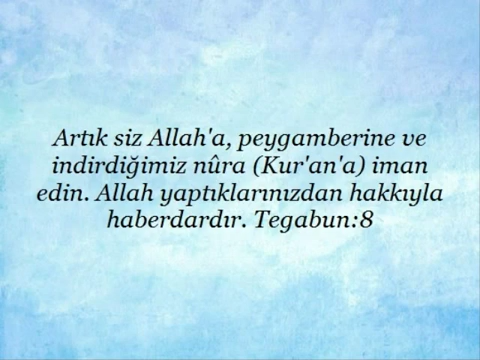 Artık siz Allah'a, peygamberine ve
indirdiğimiz nûra (Kur'an'a) iman
edin. Allah yaptıklarınızdan hakkıyla
haberdardır. Tegabun:8